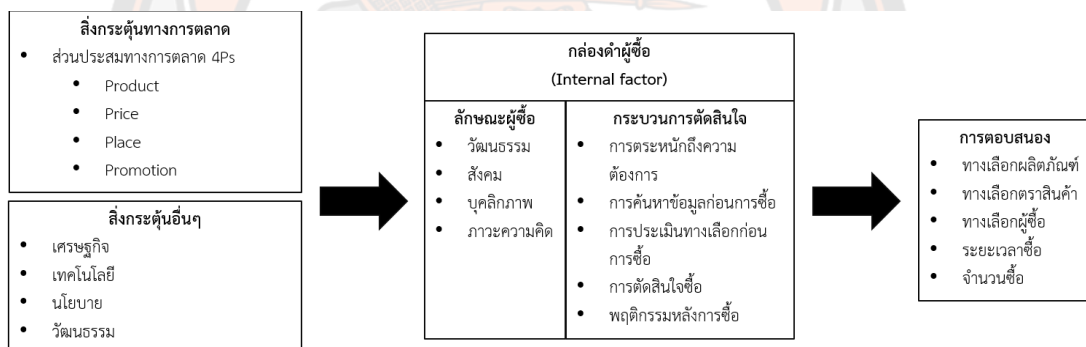 สิ่งกระตุ้นทางการตลาด
• ส่วนประสมทางการตลาด 4Ps
• Product
• Price
• Place
• Promotion
สิ่งกระตุ้นอื่นๆ
• เศรษฐกิจ
• เทคโนโลยี
• นโยบาย
• วัฒนธรรม
กล่องดำผู้ซื้อ
(Internal factor)
ลักษณะผู้ซื้อ
• วัฒนธรรม
• สังคม
• บุคลิกภาพ
• ภาวะความคิด
กระบวนการตัดสินใจ
• การตระหนักถึงความ
ต้องการ
• การค้นหาข้อมูลก่อนการซื้อ
• การประเมินทางเลือกก่อน
การซื้อ
• การตัดสินใจซื้อ
• พฤติกรรมหลังการซื้อ
การตอบสนอง
• ทางเลือกผลิตภัณฑ์
• ทางเลือกตราสินค้า
• ทางเลือกผู้ซื้อ
• ระยะเวลาซื้อ
• จำนวนซื้อ